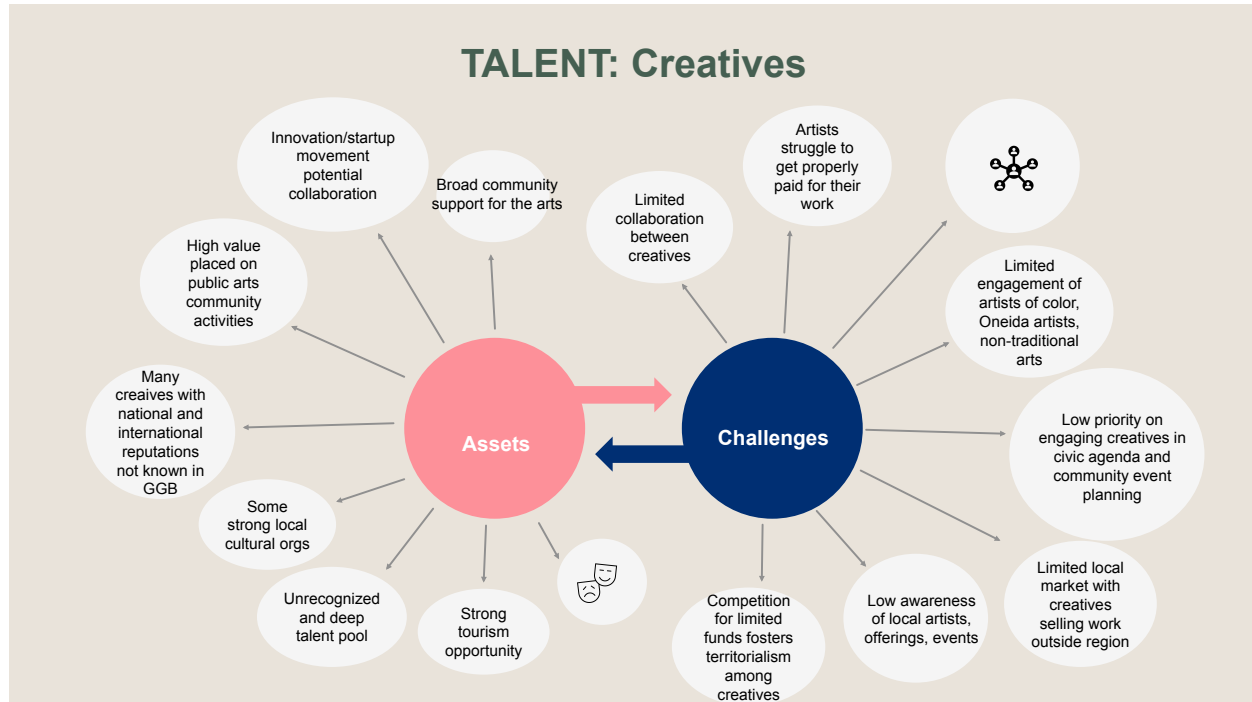 TALENT: Creatives
Innovation/startup
movement
potential
collaboration
Broad community
support for the arts
High value
placed on
public arts
community
activities
Many
creaives with
national and
international
reputations
not known in
GGB
Some
strong local
cultural orgs
Unrecognized
and deep
talent pool
Strong
tourism
opportunity
Assets
Challenges
Limited
collaboration
between
creatives
Artists
struggle to
get properly
paid for their
work
Limited
engagement of
artists of color,
Oneida artists,
non-traditional
arts
Low priority on
engaging creatives in
civic agenda and
community event
planning
Limited local
market with
creatives
selling work
outside region
Low awareness
of local artists,
offerings, events
Competition
for limited
funds fosters
territorialism
among
creatives